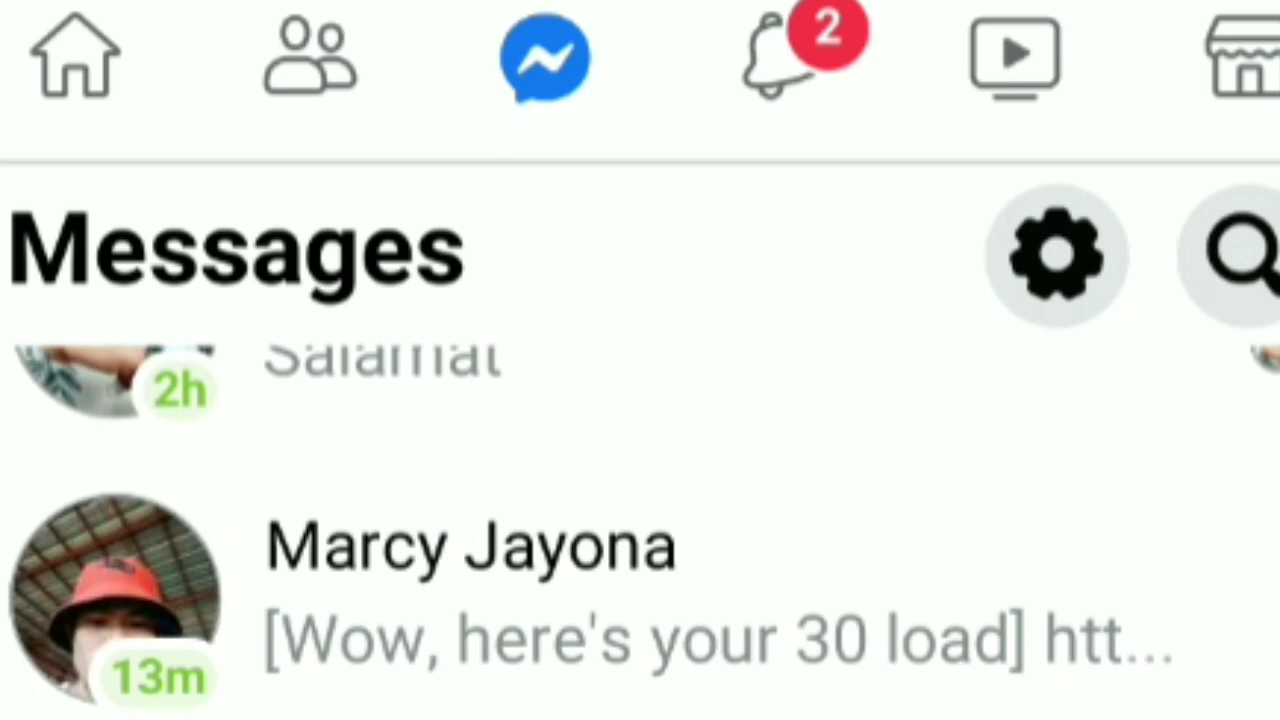 2
Messages
Salamat
2h
Marcy Jayona
[Wow, here's your 30 load] htt...
13m